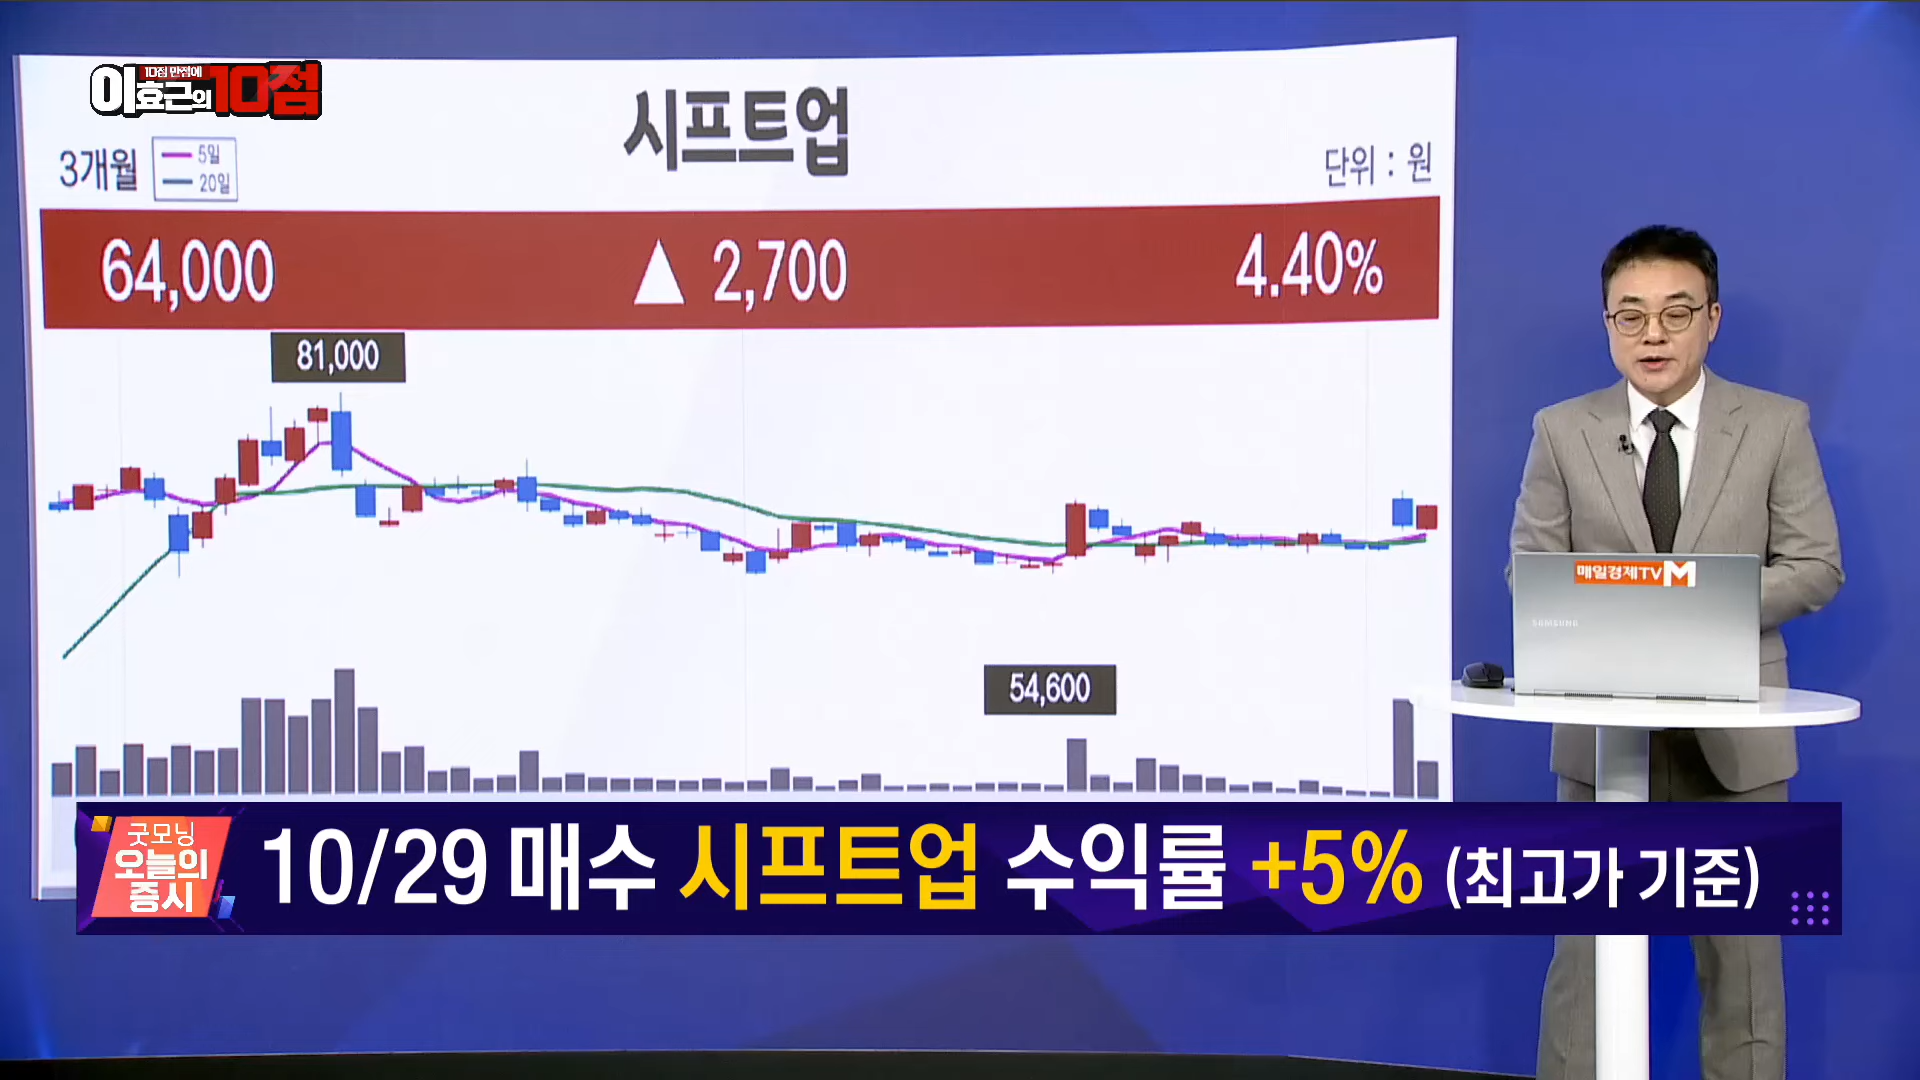 10점 만점에
이효근의 10점
시프트업
3개월
5일
20일
단위 : 원
64,000 ▲ 2,700 4.40%
81,000
54,600
매일경제TV M
SAMSUNG
굿모닝
오늘의
증시
10/29 매수 시프트업 수익률 +5% (최고가 기준)